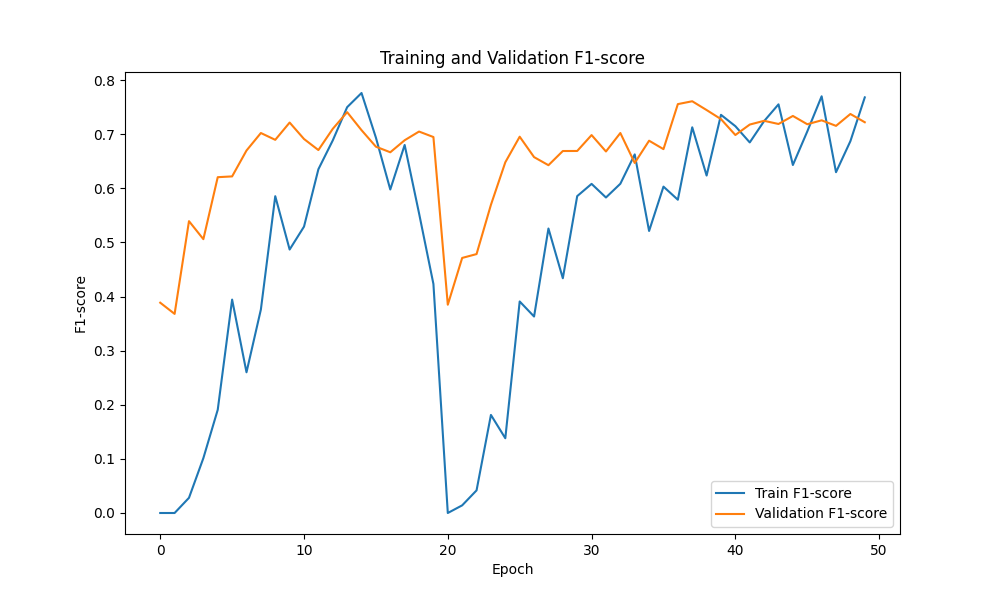 Training and Validation F1-score
F1-score
0.8
0.7
0.6
0.5
0.4
0.3
0.2
0.1
0.0
0 10 20 30 40 50
Epoch
Train F1-score
Validation F1-score